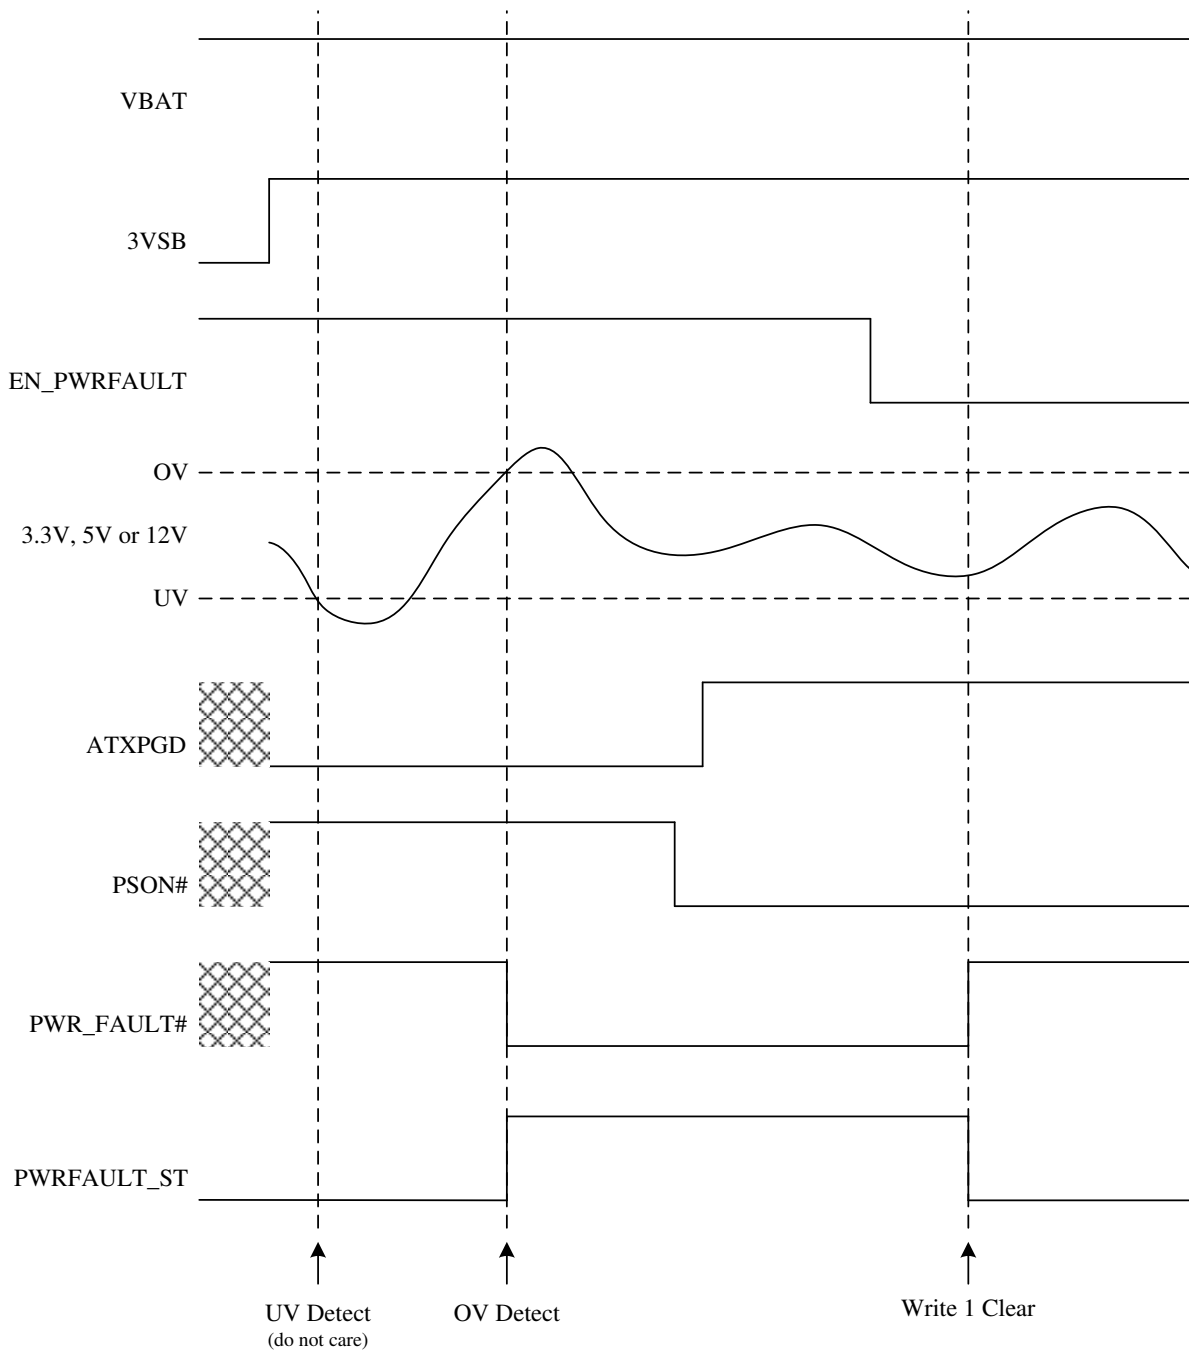 VBAT
3VSB
EN_PWRFAULT
OV
3.3V, 5V or 12V
UV
ATXPGD
PSON#
PWR_FAULT#
PWRFAULT_ST
UV Detect
(do not care)
OV Detect
Write 1 Clear